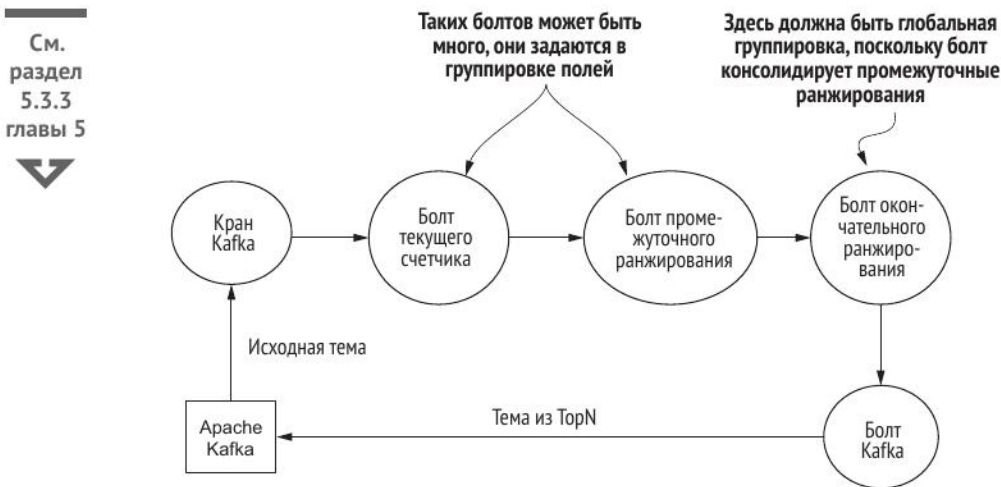 См.
раздел
5.3.3
главы 5
Таких болтов может быть
много, они задаются в
группировке полей
Здесь должна быть глобальная
группировка, поскольку болт
консолидирует промежуточные
ранжирования
Кран
Kafka
Болт
текущего
счетчика
Болт проме-
жуточного
ранжирования
Болт окон-
чательного
ранжиро-
вания
Исходная тема
Apache
Kafka
Тема из TopN
Болт
Kafka